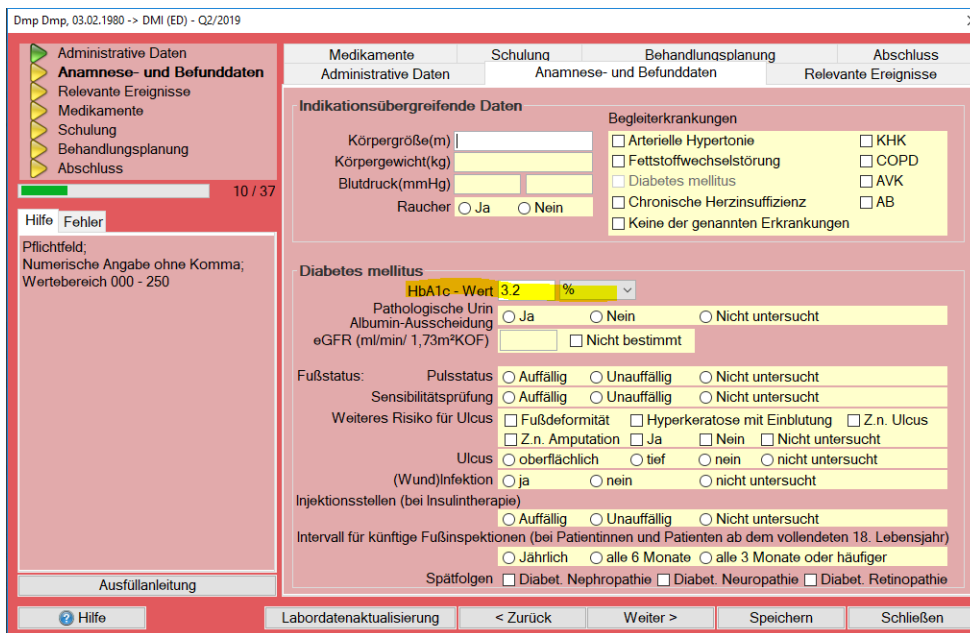 Dmp Dmp, 03.02.1980 -> DMI (ED) - Q2/2019
Administrative Daten
Anamnese- und Befunddaten
Relevante Ereignisse
Medikamente
Schulung
Behandlungsplanung
Abschluss
10 / 37
Hilfe Fehler
Pflichtfeld;
Numerische Angabe ohne Komma;
Wertebereich 000 - 250
Ausfüllanleitung
Medikamente Schulung Behandlungsplanung Abschluss
Administrative Daten Anamnese- und Befunddaten Relevante Ereignisse
Indikationsübergreifende Daten
Körpergröße(m)
Körpergewicht(kg)
Blutdruck(mmHg)
Raucher Ja Nein
Begleiterkrankungen
Arterielle Hypertonie KHK
Fettstoffwechselstörung COPD
Diabetes mellitus AVK
Chronische Herzinsuffizienz AB
Keine der genannten Erkrankungen
Diabetes mellitus
HbA1c - Wert 3.2 %
Pathologische Urin
Albumin-Ausscheidung Ja Nein Nicht untersucht
eGFR (ml/min/ 1,73m²KOF) Nicht bestimmt
Fußstatus: Pulsstatus Auffällig Unauffällig Nicht untersucht
Sensibilitätsprüfung Auffällig Unauffällig Nicht untersucht
Weiteres Risiko für Ulcus Fußdeformität Hyperkeratose mit Einblutung Z.n. Ulcus
Z.n. Amputation Ja Nein Nicht untersucht
Ulcus oberflächlich tief nein nicht untersucht
(Wund)Infektion ja nein nicht untersucht
Injektionsstellen (bei Insulintherapie)
Auffällig Unauffällig Nicht untersucht
Intervall für künftige Fußinspektionen (bei Patientinnen und Patienten ab dem vollendeten 18. Lebensjahr)
Jährlich alle 6 Monate alle 3 Monate oder häufiger
Spätfolgen Diabet. Nephropathie Diabet. Neuropathie Diabet. Retinopathie
Hilfe Labordatenaktualisierung < Zurück Weiter > Speichern Schließen